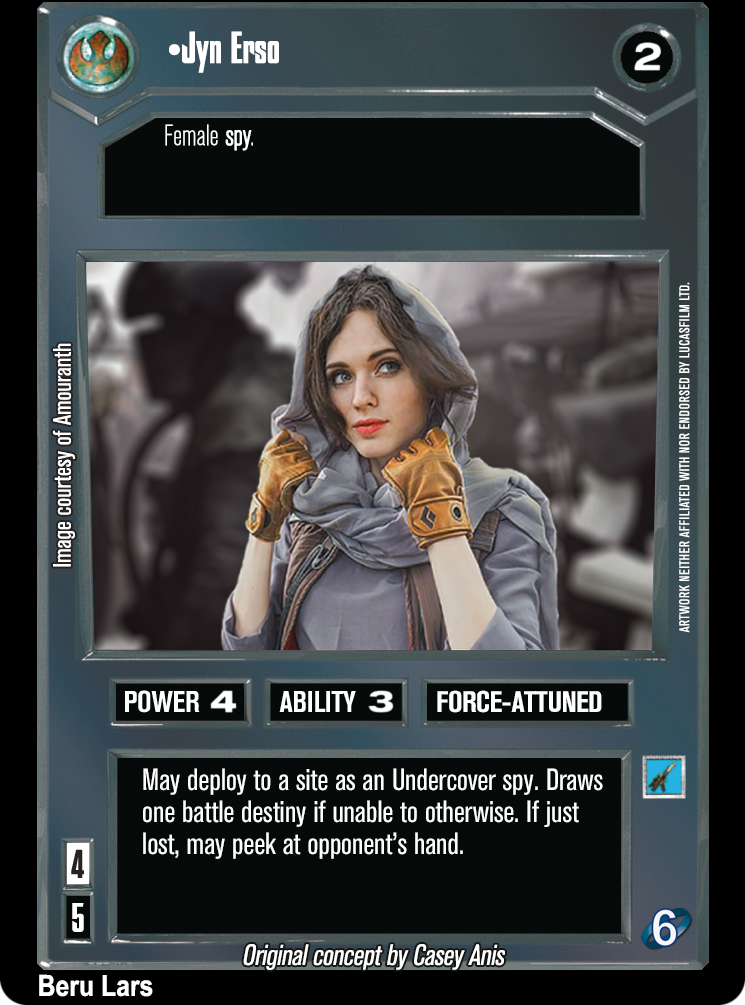 •Jyn Erso
2
Female spy.
Image courtesy of Amouranth
ARTWORK NEITHER AFFILIATED WITH NOR ENDORSED BY LUCASFILM LTD.
POWER 4
ABILITY 3
FORCE-ATTUNED
May deploy to a site as an Undercover spy. Draws
one battle destiny if unable to otherwise. If just
lost, may peek at opponent’s hand.
4
5
6
Original concept by Casey Anis
Beru Lars